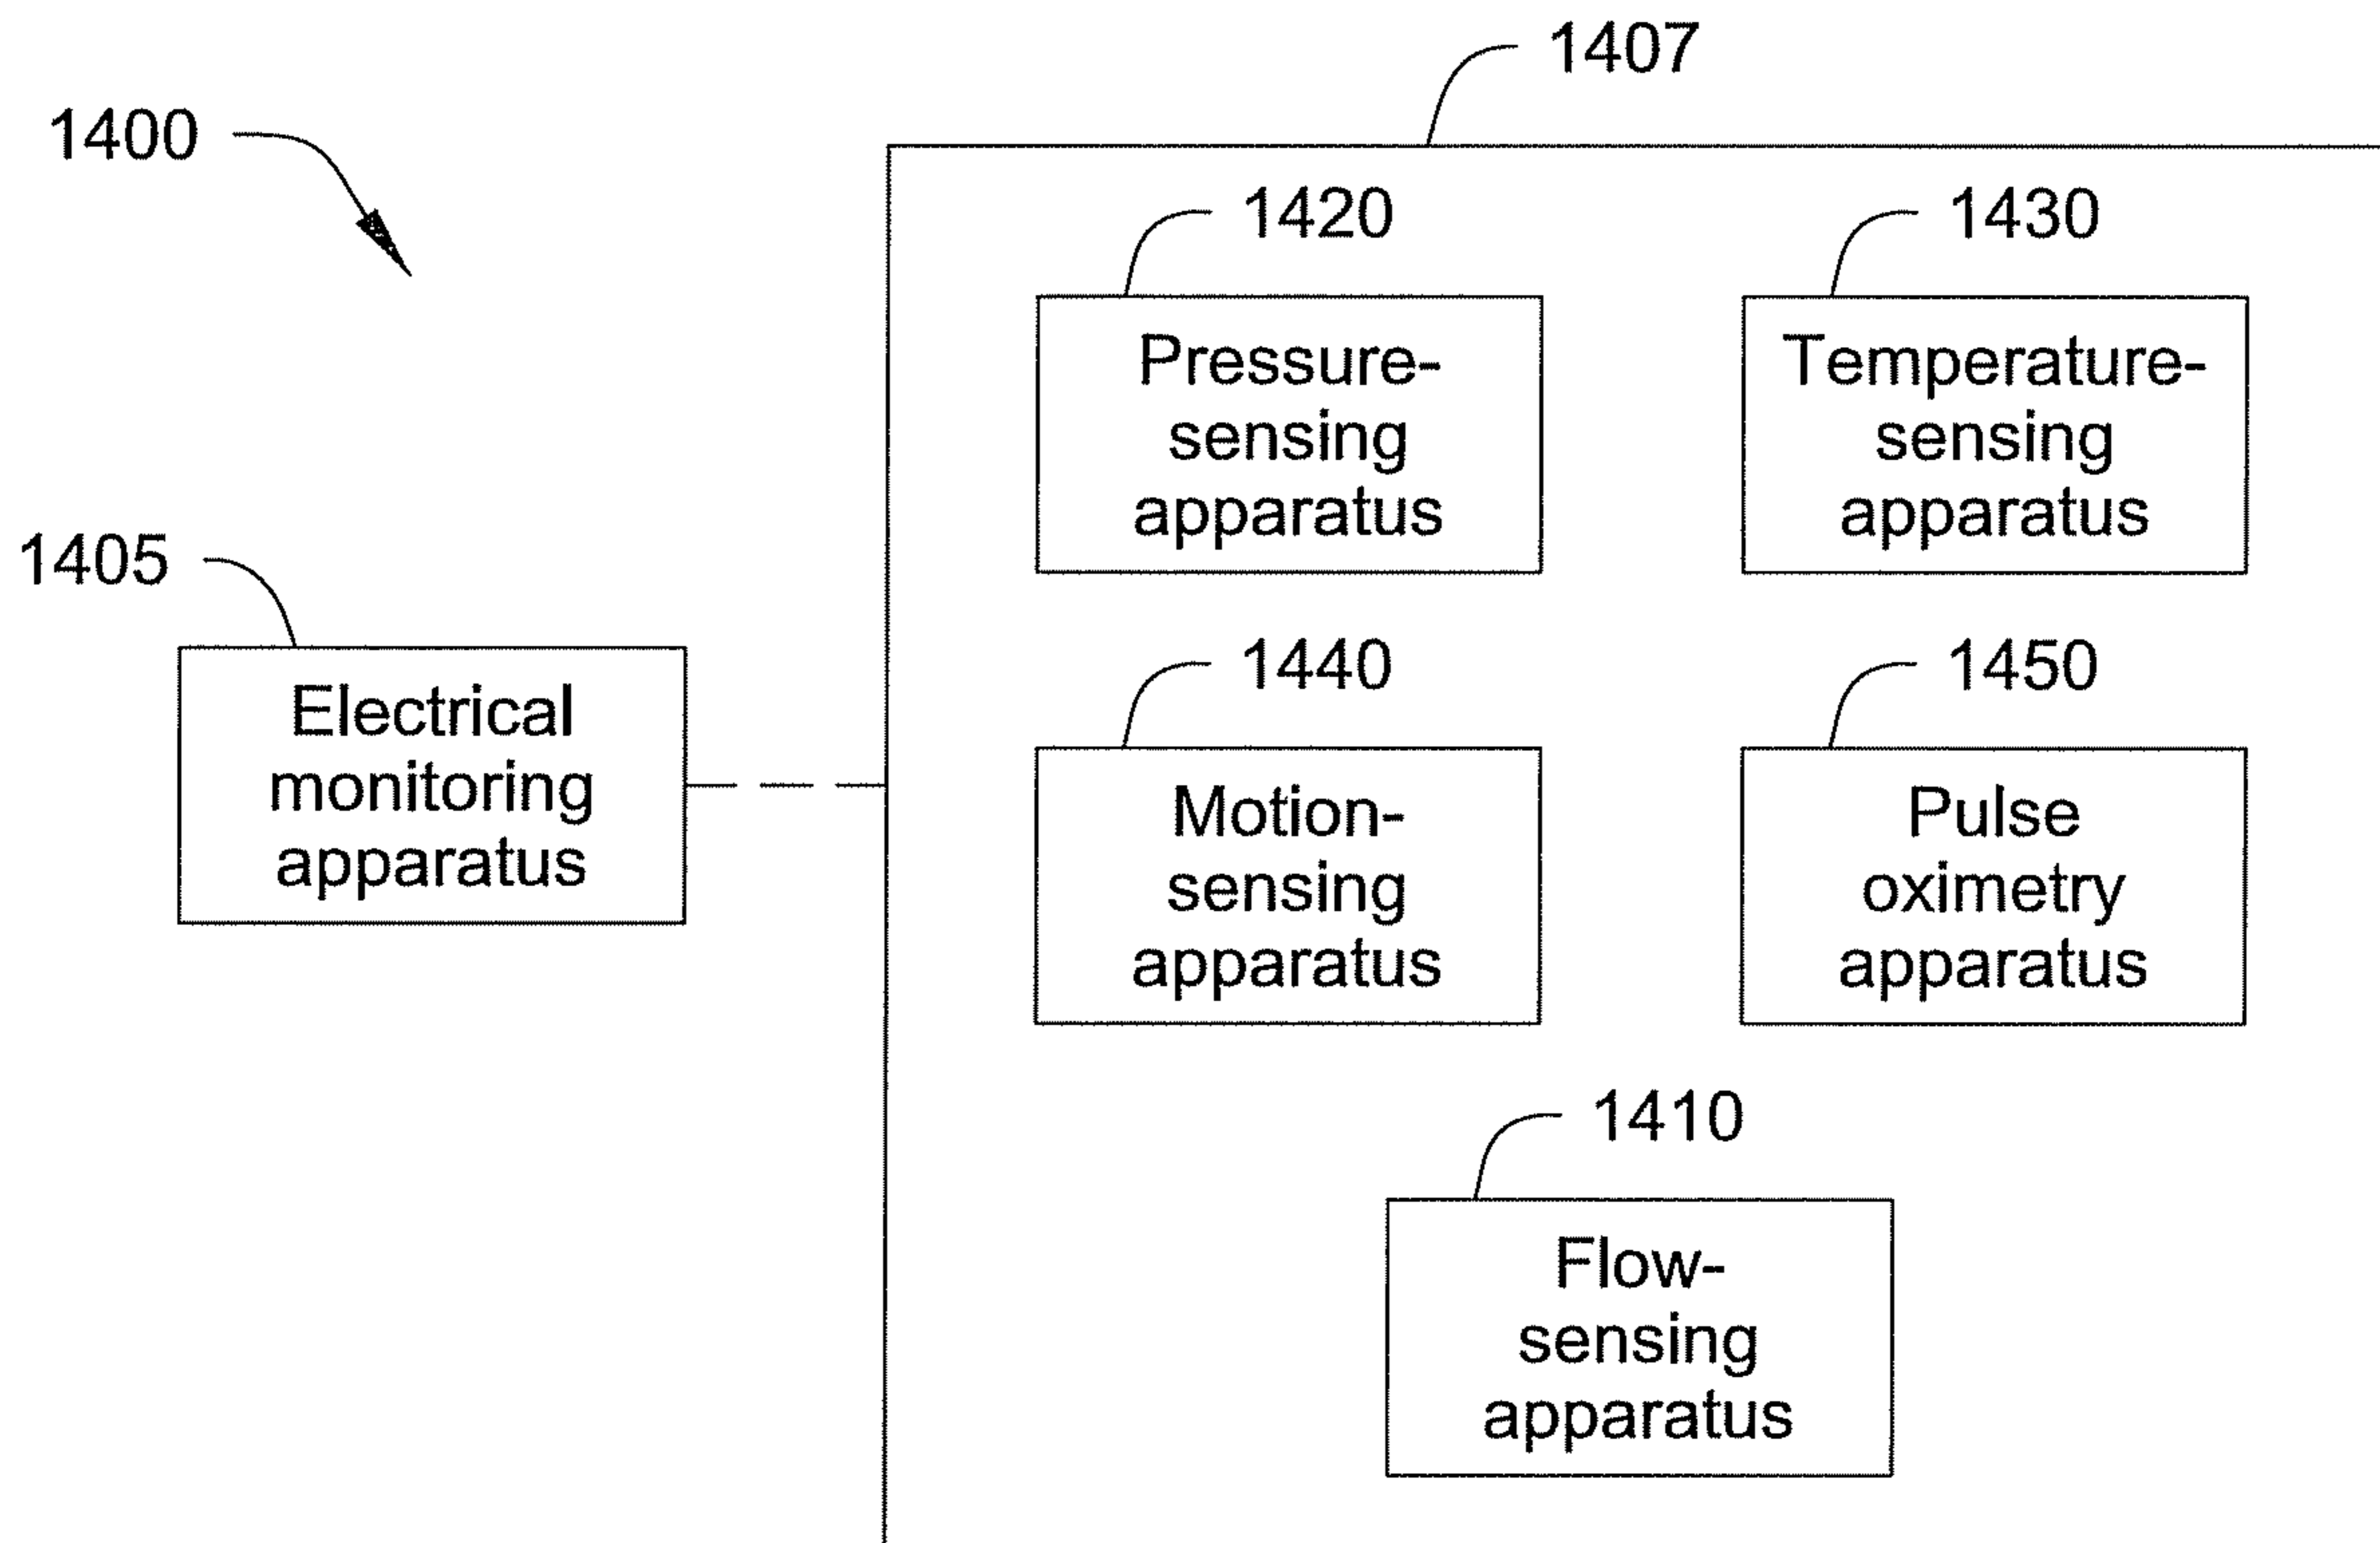 1407
1400
1420
1430
Pressure-
sensing
apparatus
Temperature-
sensing
apparatus
1405
Electrical
monitoring
apparatus
1440
1450
Motion-
sensing
apparatus
Pulse
oximetry
apparatus
1410
Flow-
sensing
apparatus